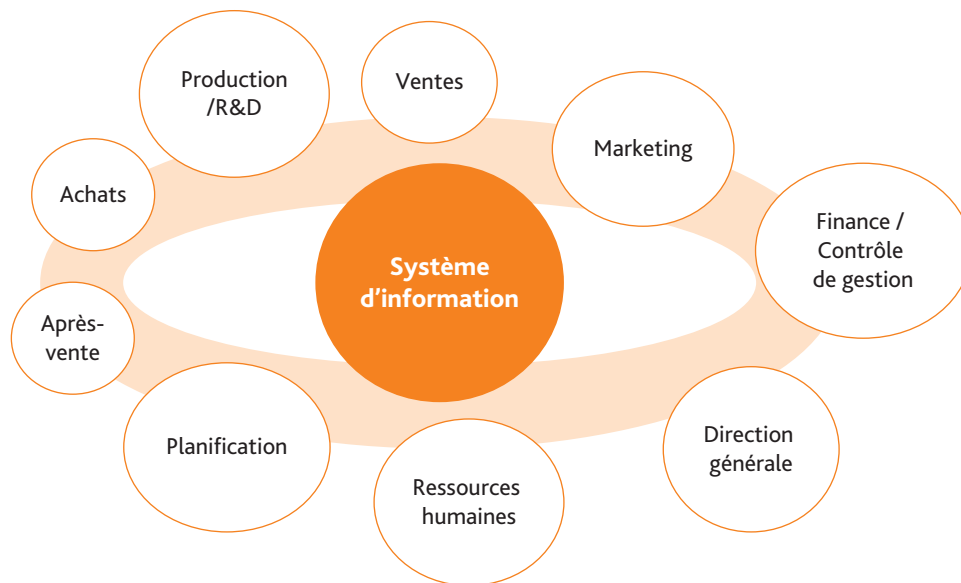 Production
/R&D
Ventes
Marketing
Achats
Finance /
Contrôle
de gestion
Système
d'information
Après-
vente
Planification
Direction
générale
Ressources
humaines